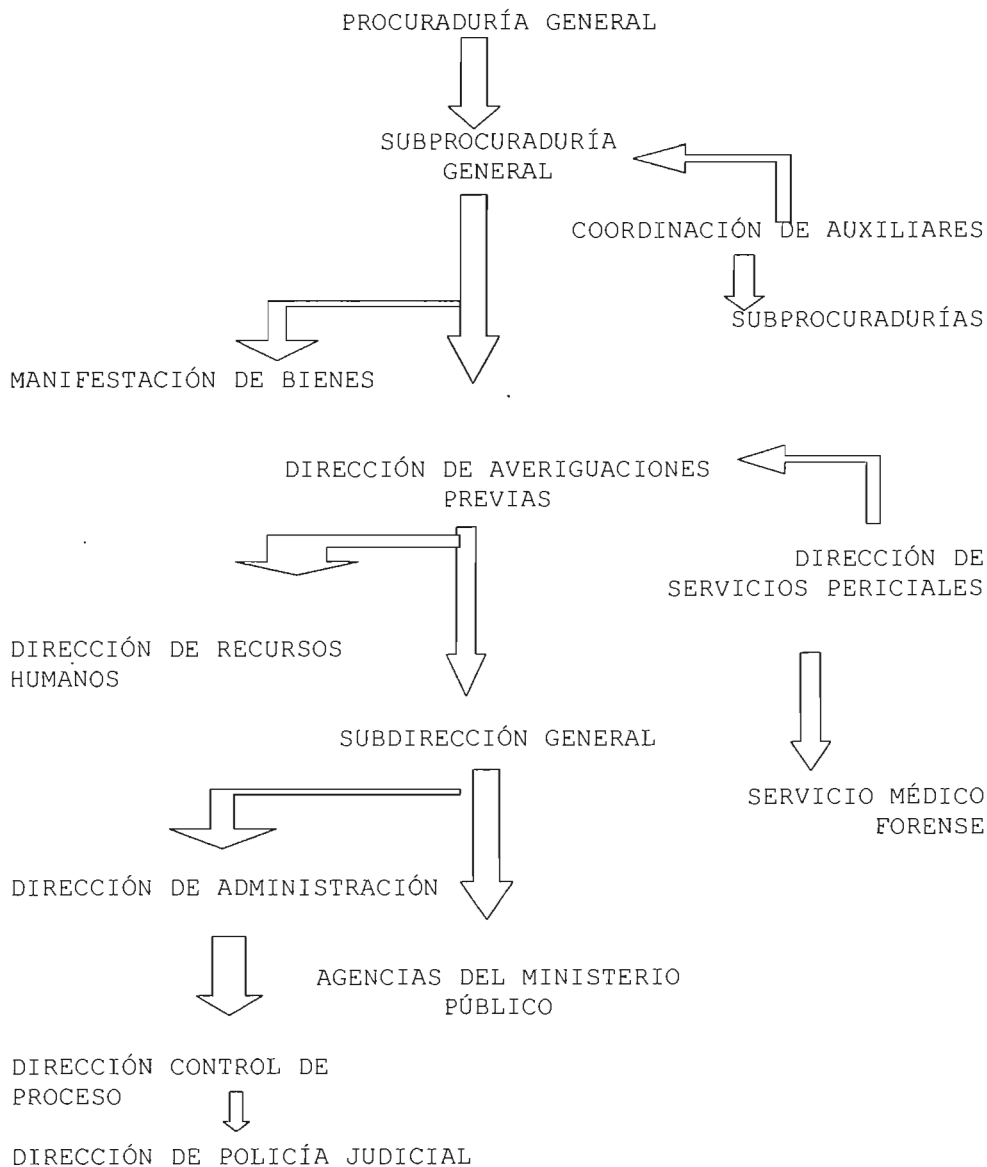 PROCURADURÍA GENERAL
SUBPROCURADURÍA
GENERAL
COORDINACIÓN DE AUXILIARES
SUBPROCURADURÍAS
MANIFESTACIÓN DE BIENES
DIRECCIÓN DE AVERIGUACIONES
PREVIAS
DIRECCIÓN DE
SERVICIOS PERICIALES
DIRECCIÓN DE RECURSOS
HUMANOS
SUBDIRECCIÓN GENERAL
SERVICIO MÉDICO
FORENSE
DIRECCIÓN DE ADMINISTRACIÓN
AGENCIAS DEL MINISTERIO
PÚBLICO
DIRECCIÓN CONTROL DE
PROCESO
DIRECCIÓN DE POLICÍA JUDICIAL